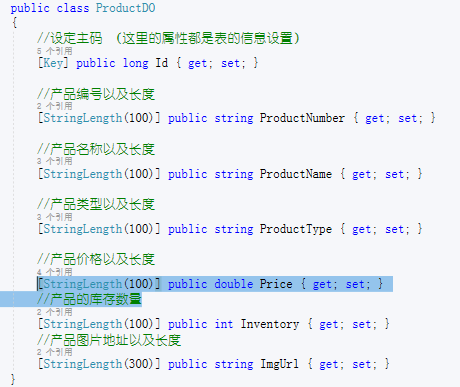 public class ProductDO
{
//设定主码 （这里的属性都是表的信息设置）
5 个引用
[Key] public long Id { get; set; }
//产品编号以及长度
2 个引用
[StringLength(100)] public string ProductNumber { get; set; }
//产品名称以及长度
3 个引用
[StringLength(100)] public string ProductName { get; set; }
//产品类型以及长度
3 个引用
[StringLength(100)] public string ProductType { get; set; }
//产品价格以及长度
4 个引用
[StringLength(100)] public double Price { get; set; }
//产品的库存数量
2 个引用
[StringLength(100)] public int Inventory { get; set; }
//产品图片地址以及长度
2 个引用
[StringLength(300)] public string ImgUrl { get; set; }
}